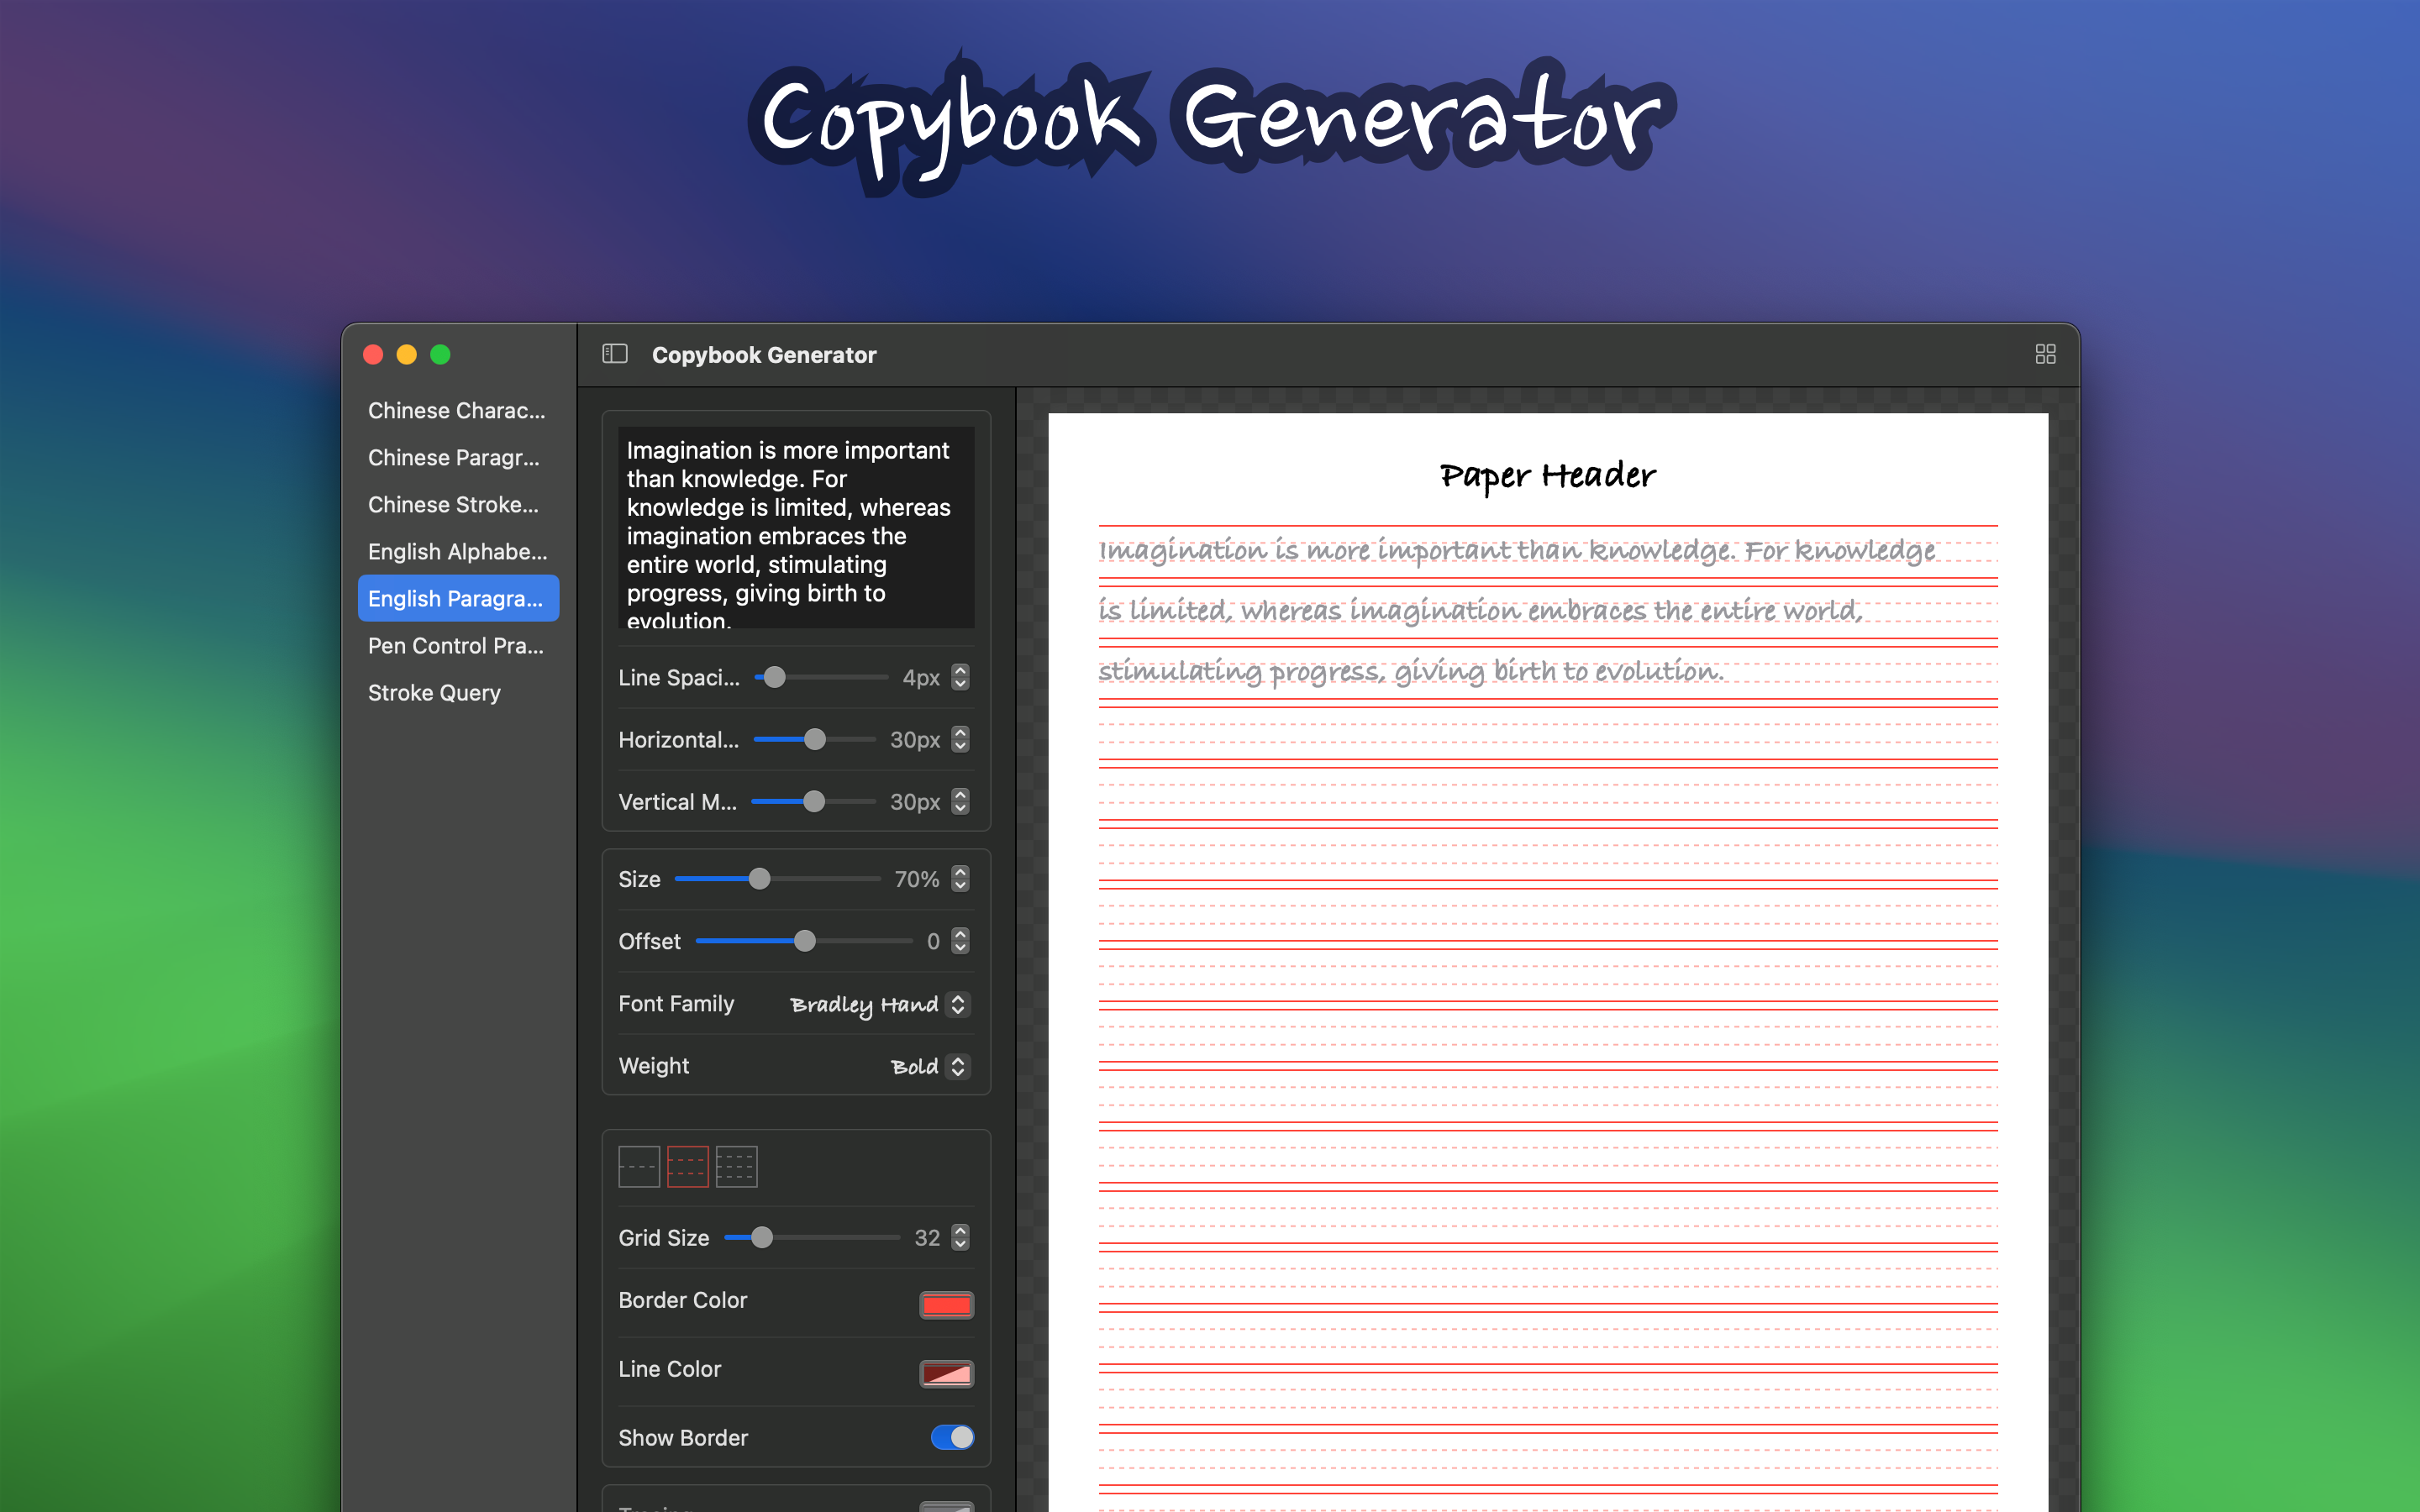 Copybook Generator
Copybook Generator
Chinese Charac...
Chinese Paragr...
Chinese Stroke...
English Alphabe...
English Paragra...
Pen Control Pra...
Stroke Query
Imagination is more important
than knowledge. For
knowledge is limited, whereas
imagination embraces the
entire world, stimulating
progress, giving birth to
evolution.
Line Spaci... 4px
Horizontal... 30px
Vertical M... 30px
Size 70%
Offset 0
Font Family Bradley Hand
Weight Bold
Grid Size 32
Border Color
Line Color
Show Border
Paper Header
Imagination is more important than knowledge. For knowledge
is limited, whereas imagination embraces the entire world,
stimulating progress, giving birth to evolution.